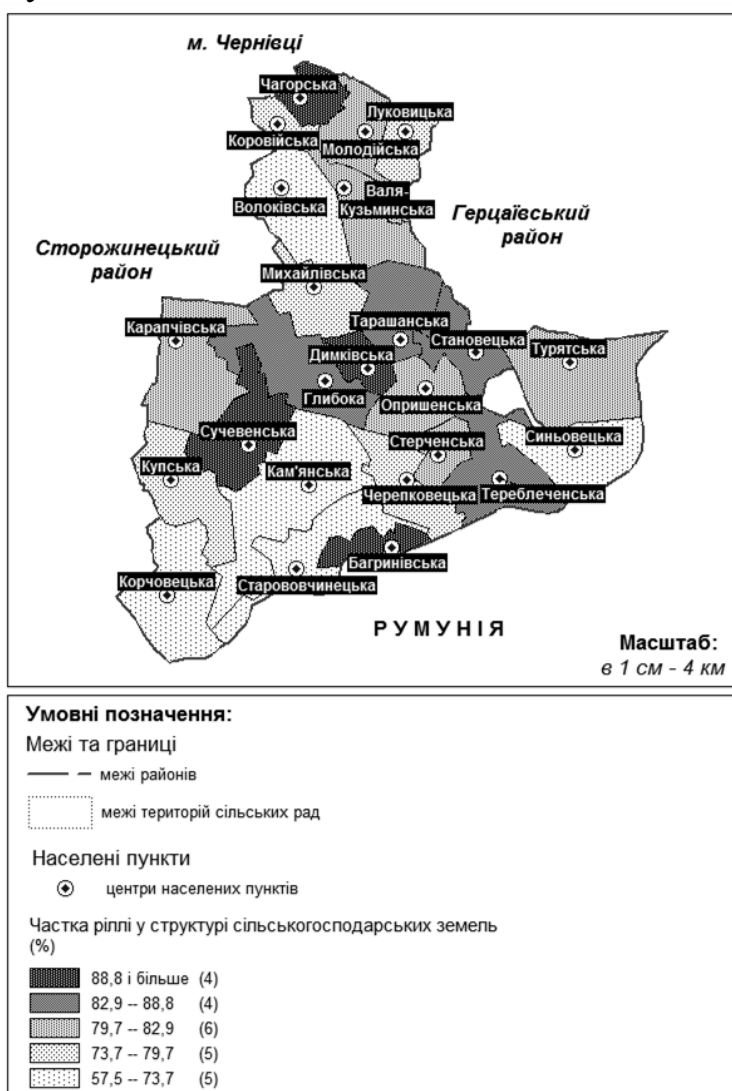 м. Чернівці
Чагорська
Луковицька
Коровійська
Молодійська
Валя-
Кузьминська
Волоківська
Герцаївський
район
Сторожинецький
район
Михайлівська
Карапчівська
Тарашанська
Становецька
Турятська
Димківська
Глибока
Опришенська
Сучевенська
Стерченська
Синьовецька
Купська
Кам'янська
Черепковецька
Тереблеченська
Багринівська
Корчовецька
Старововчинецька
РУМУНІЯ
Масштаб:
в 1 см - 4 км
Умовні позначення:
Межі та границі
межі районів
межі територій сільських рад
Населені пункти
центри населених пунктів
Частка ріллі у структурі сільськогосподарських земель
(%)
88,8 і більше (4)
82,9 -- 88,8 (4)
79,7 -- 82,9 (6)
73,7 -- 79,7 (5)
57,5 -- 73,7 (5)